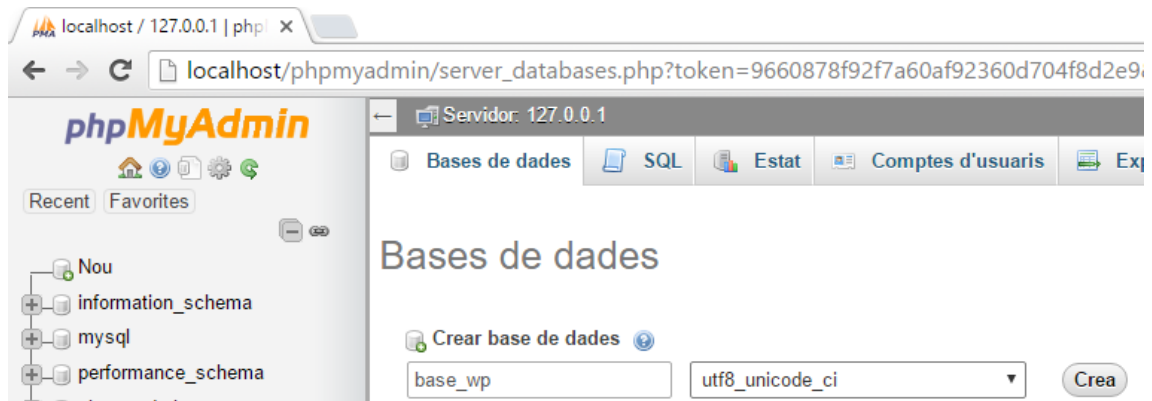 localhost / 127.0.0.1 | php
localhost/phpmyadmin/server_databases.php?token=9660878f92f7a60af92360d704f8d2e9
phpMyAdmin
Recent Favorites
Nou
information_schema
mysql
performance_schema
Servidor: 127.0.0.1
Bases de dades SQL Estat Comptes d'usuaris Exp
Bases de dades
Crear base de dades
base_wp utf8_unicode_ci Crea